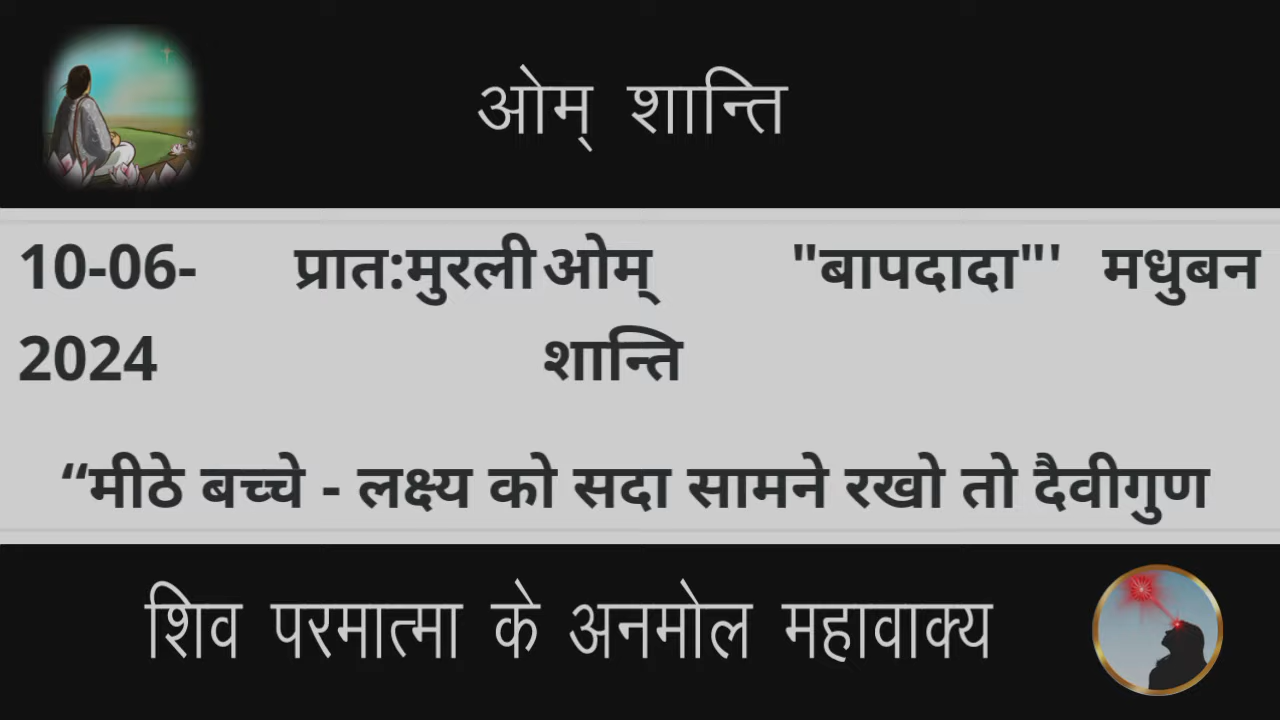 ओम् शान्ति
10-06- प्रात:मुरली ओम् "बापदादा"' मधुबन
2024 शान्ति
“मीठे बच्चे - लक्ष्य को सदा सामने रखो तो दैवीगुण
शिव परमात्मा के अनमोल महावाक्य